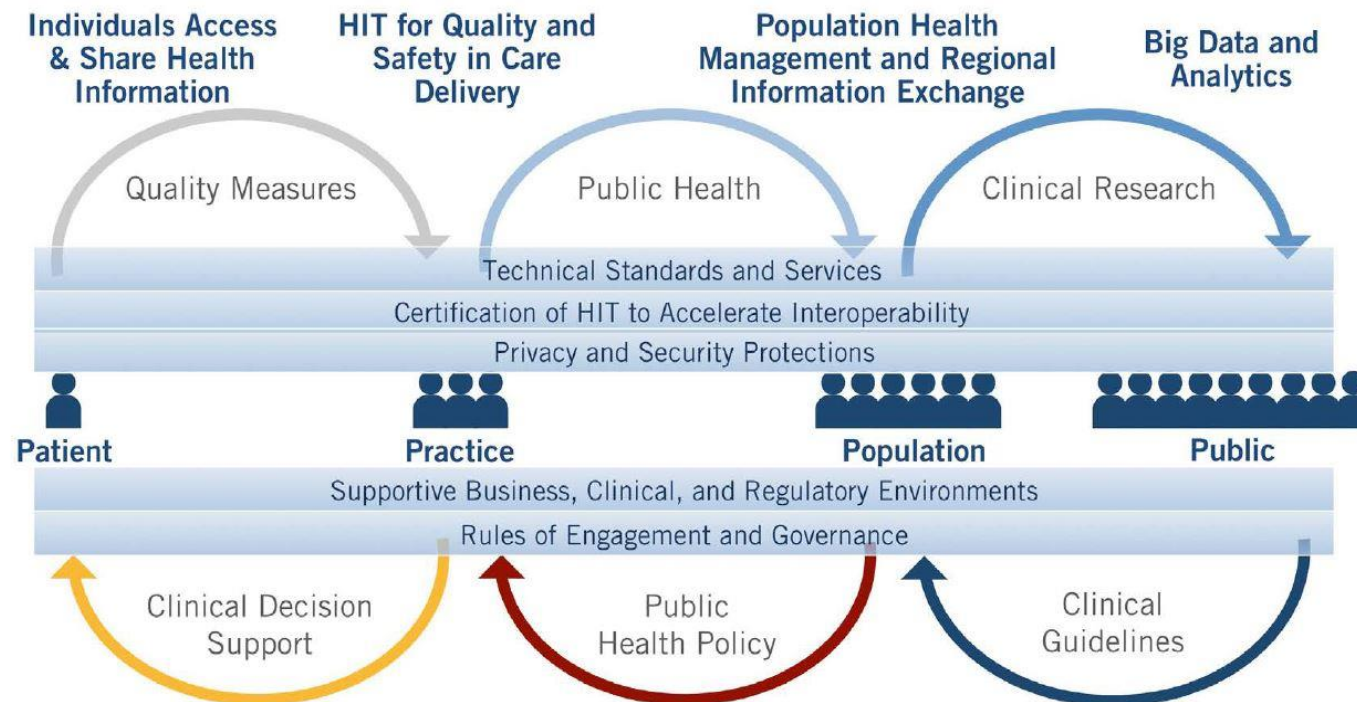 Individuals Access
& Share Health
Information
HIT for Quality and
Safety in Care
Delivery
Population Health
Management and Regional
Information Exchange
Big Data and
Analytics
Quality Measures
Public Health
Clinical Research
Technical Standards and Services
Certification of HIT to Accelerate Interoperability
Privacy and Security Protections
Patient
Practice
Population
Public
Supportive Business, Clinical, and Regulatory Environments
Rules of Engagement and Governance
Clinical Decision
Support
Public
Health Policy
Clinical
Guidelines